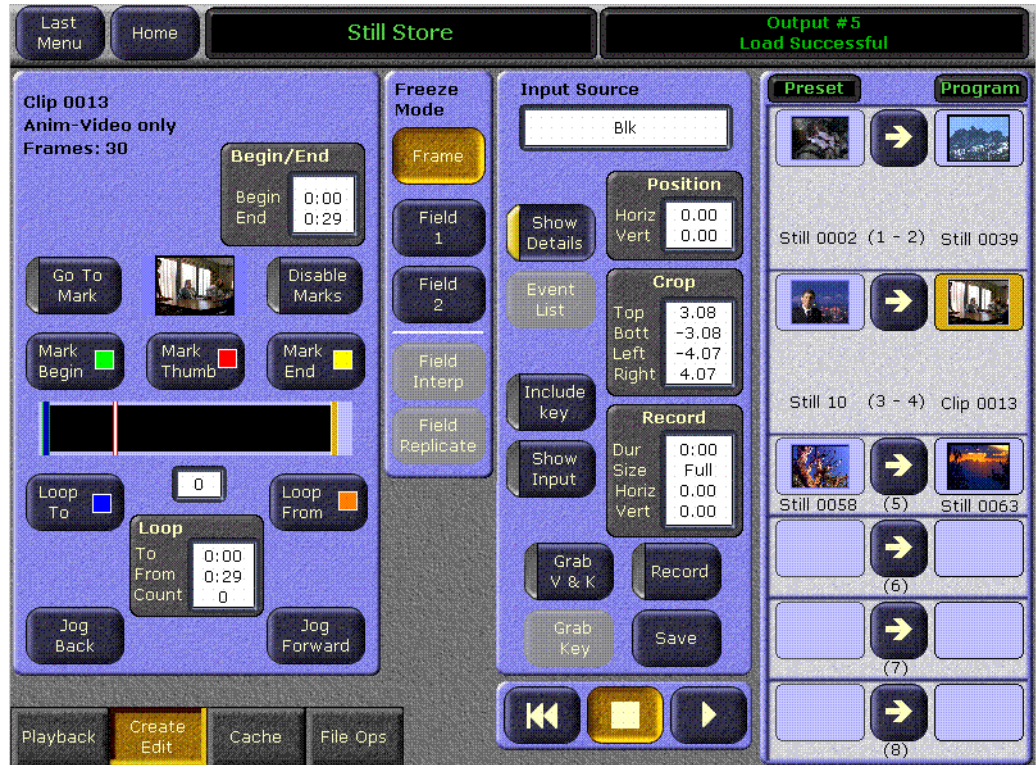 Last
Menu
Home
Still Store
Output #5
Load Successful
Clip 0013
Anim-Video only
Frames: 30
Begin/End
Begin 0:00
End 0:29
Go To
Mark
Disable
Marks
Mark
Begin
Mark
Thumb
Mark
End
0
Loop
To
Loop
From
Loop
To 0:00
From 0:29
Count 0
Jog
Back
Jog
Forward
Freeze
Mode
Frame
Field
1
Field
2
Field
Interp
Field
Replicate
Input Source
Blk
Show
Details
Event
List
Include
key
Show
Input
Position
Horiz 0.00
Vert 0.00
Crop
Top 3.08
Bott -3.08
Left -4.07
Right 4.07
Record
Dur 0:00
Size Full
Horiz 0.00
Vert 0.00
Grab
V & K
Record
Grab
Key
Save
Preset Program
Still 0002 (1 - 2) Still 0039
Still 10 (3 - 4) Clip 0013
Still 0058 (5) Still 0063
(6)
(7)
(8)
Playback
Create
Edit
Cache
File Ops